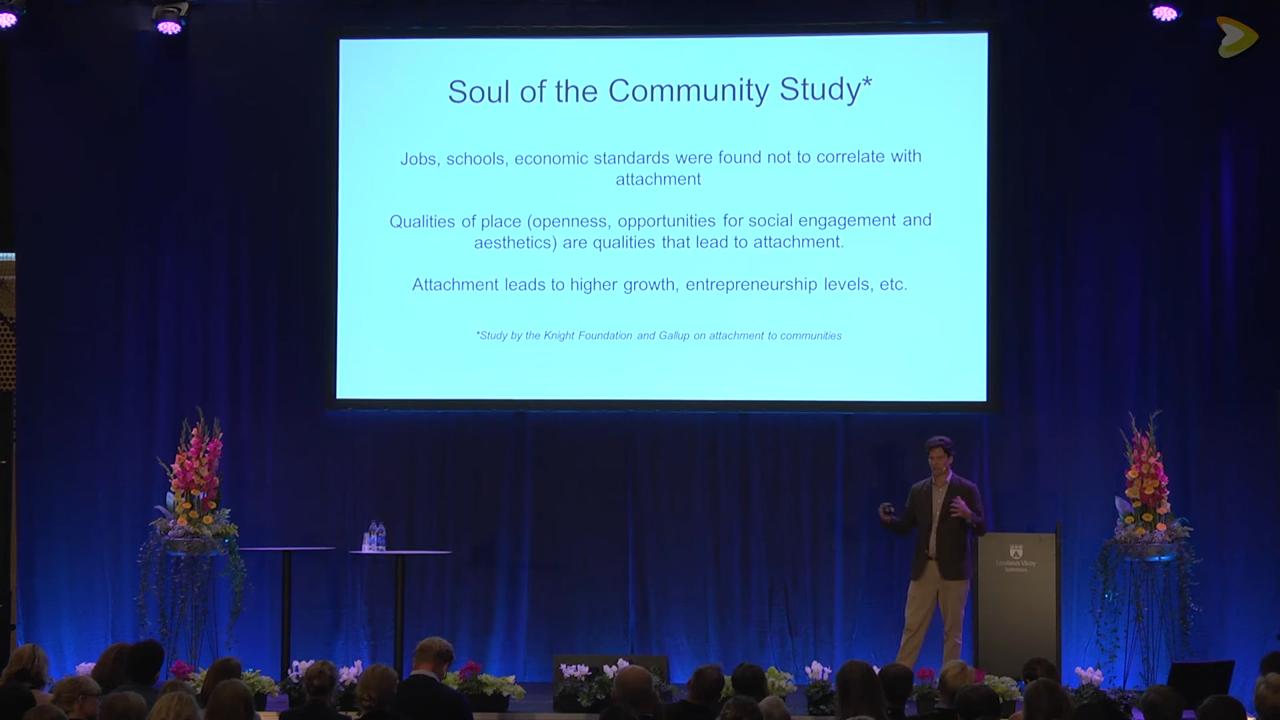 Soul of the Community Study*
Jobs, schools, economic standards were found not to correlate with
attachment
Qualities of place (openness, opportunities for social engagement and
aesthetics) are qualities that lead to attachment.
Attachment leads to higher growth, entrepreneurship levels, etc.
*Study by the Knight Foundation and Gallup on attachment to communities